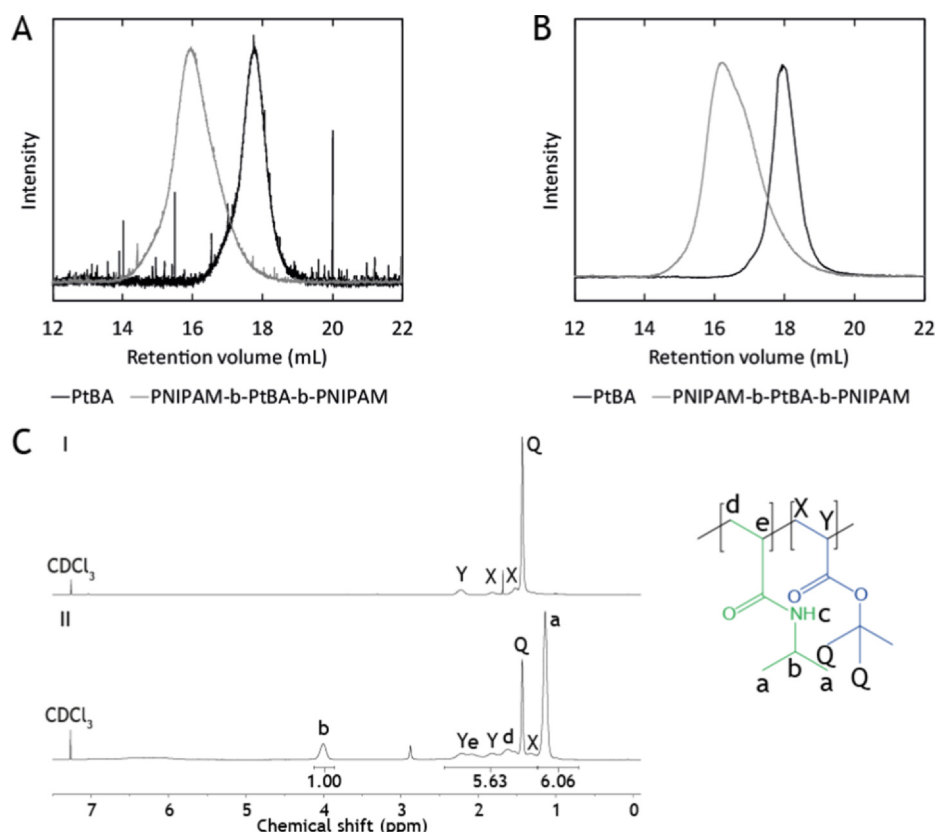 A
Intensity
12 14 16 18 20 22
Retention volume (mL)
PtBA PNIPAM-b-PtBA-b-PNIPAM
B
Intensity
12 14 16 18 20 22
Retention volume (mL)
PtBA PNIPAM-b-PtBA-b-PNIPAM
C
I
Q
CDCl3
Y X X
II
a
Q
CDCl3
b
Ye Y d X
1.00 5.63 6.06
7 6 5 4 3 2 1 -0
Chemical shift (ppm)
d X
e Y
O O
NH c
O
Q
b
a a
Q